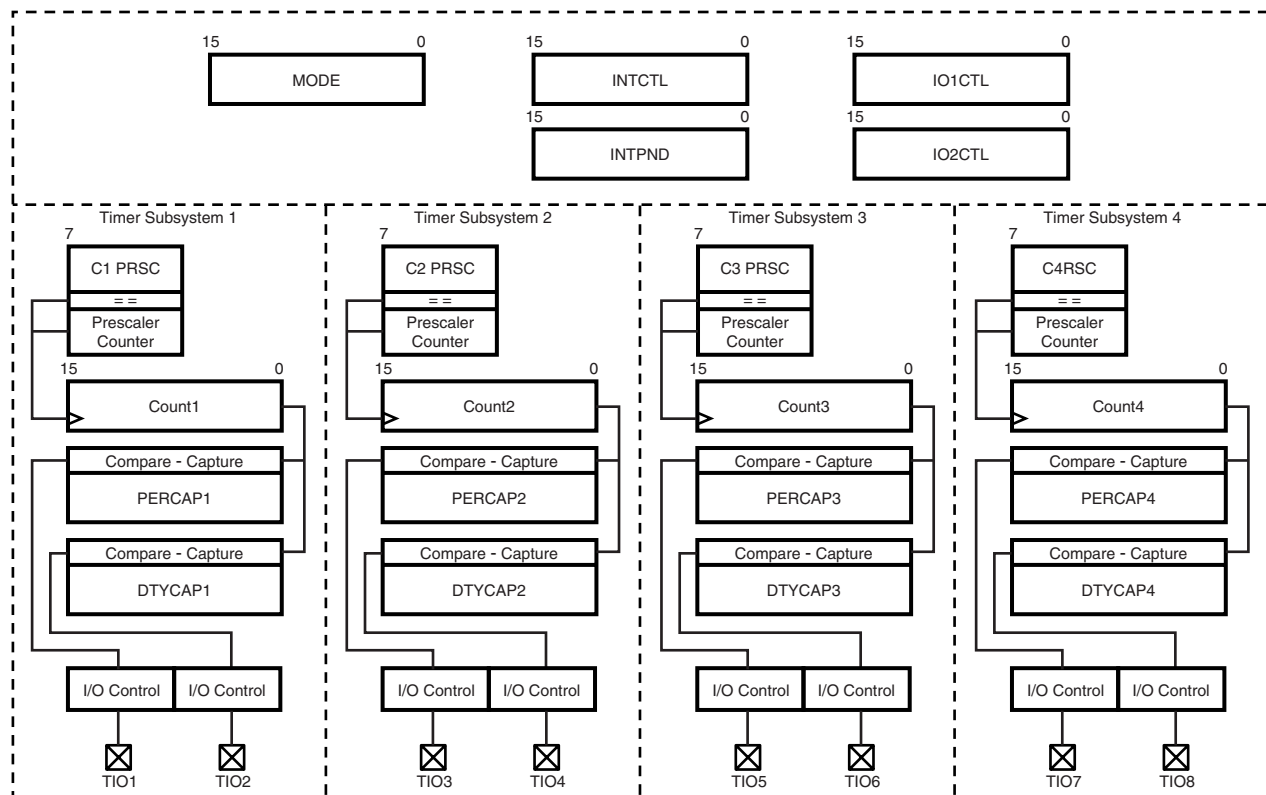 15 0 15 0 15 0
MODE INTCTL IO1CTL
15 0 15 0
INTPND IO2CTL
Timer Subsystem 1 Timer Subsystem 2 Timer Subsystem 3 Timer Subsystem 4
7 7 7 7
C1 PRSC C2 PRSC C3 PRSC C4RSC
= = = = = = = =
Prescaler Prescaler Prescaler Prescaler
Counter Counter Counter Counter
15 0 15 0 15 0 15 0
Count1 Count2 Count3 Count4
Compare - Capture Compare - Capture Compare - Capture Compare - Capture
PERCAP1 PERCAP2 PERCAP3 PERCAP4
Compare - Capture Compare - Capture Compare - Capture Compare - Capture
DTYCAP1 DTYCAP2 DTYCAP3 DTYCAP4
I/O Control I/O Control I/O Control I/O Control I/O Control I/O Control I/O Control I/O Control
TIO1 TIO2 TIO3 TIO4 TIO5 TIO6 TIO7 TIO8